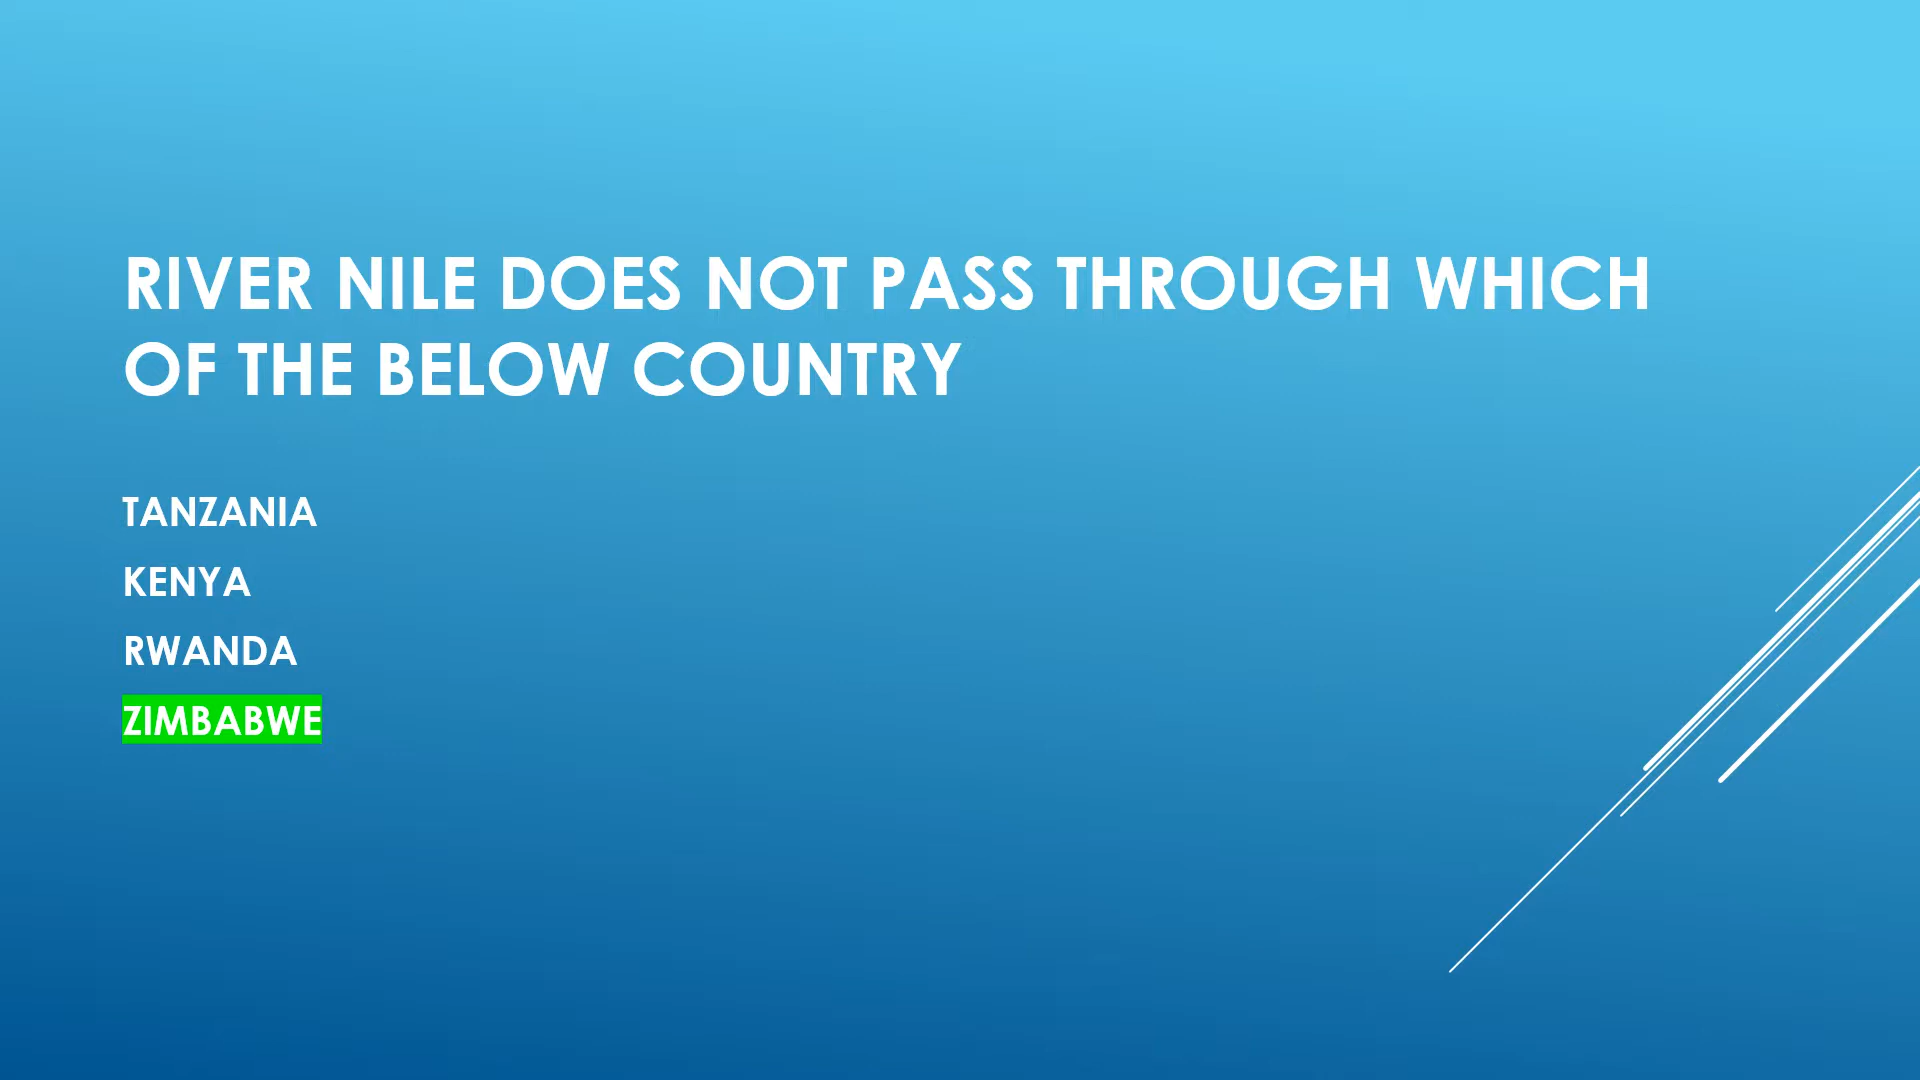 RIVER NILE DOES NOT PASS THROUGH WHICH
OF THE BELOW COUNTRY
TANZANIA
KENYA
RWANDA
ZIMBABWE